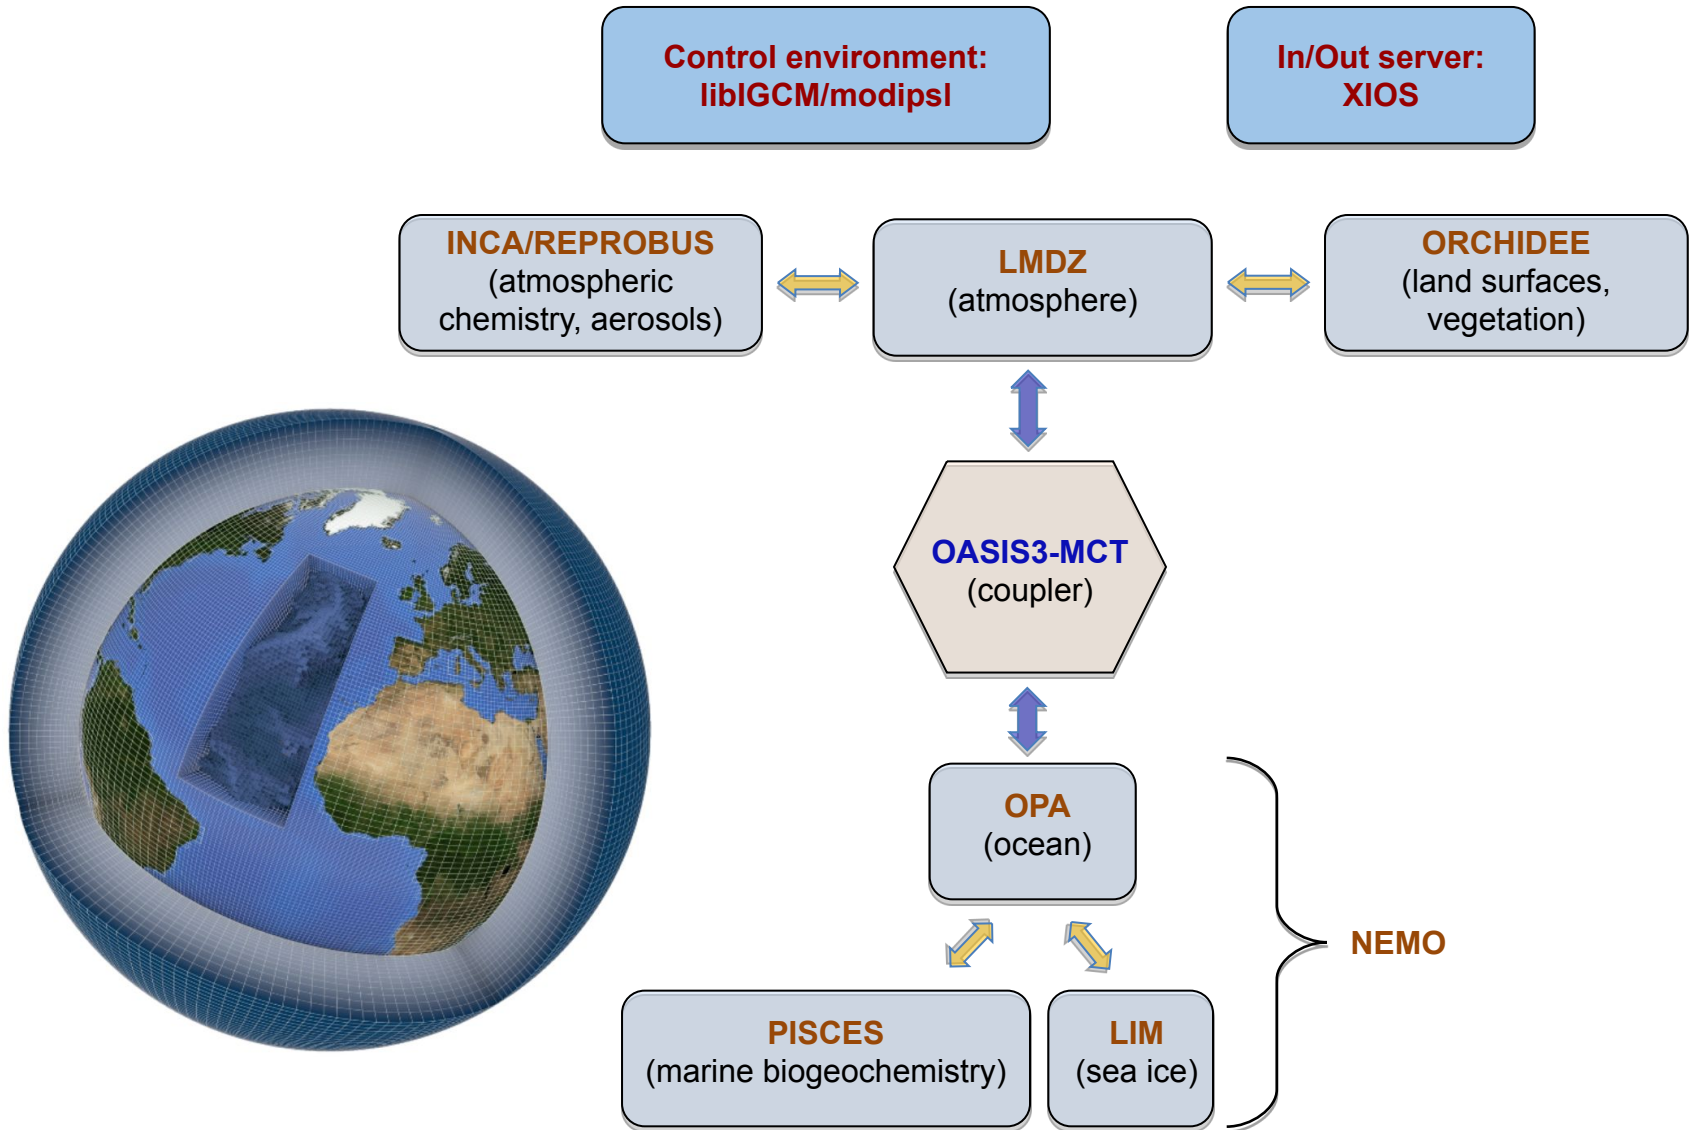 Control environment:
libIGCM/modipsl
In/Out server:
XIOS
INCA/REPROBUS
(atmospheric
chemistry, aerosols)
LMDZ
(atmosphere)
ORCHIDEE
(land surfaces,
vegetation)
OASIS3-MCT
(coupler)
OPA
(ocean)
NEMO
PISCES
(marine biogeochemistry)
LIM
(sea ice)